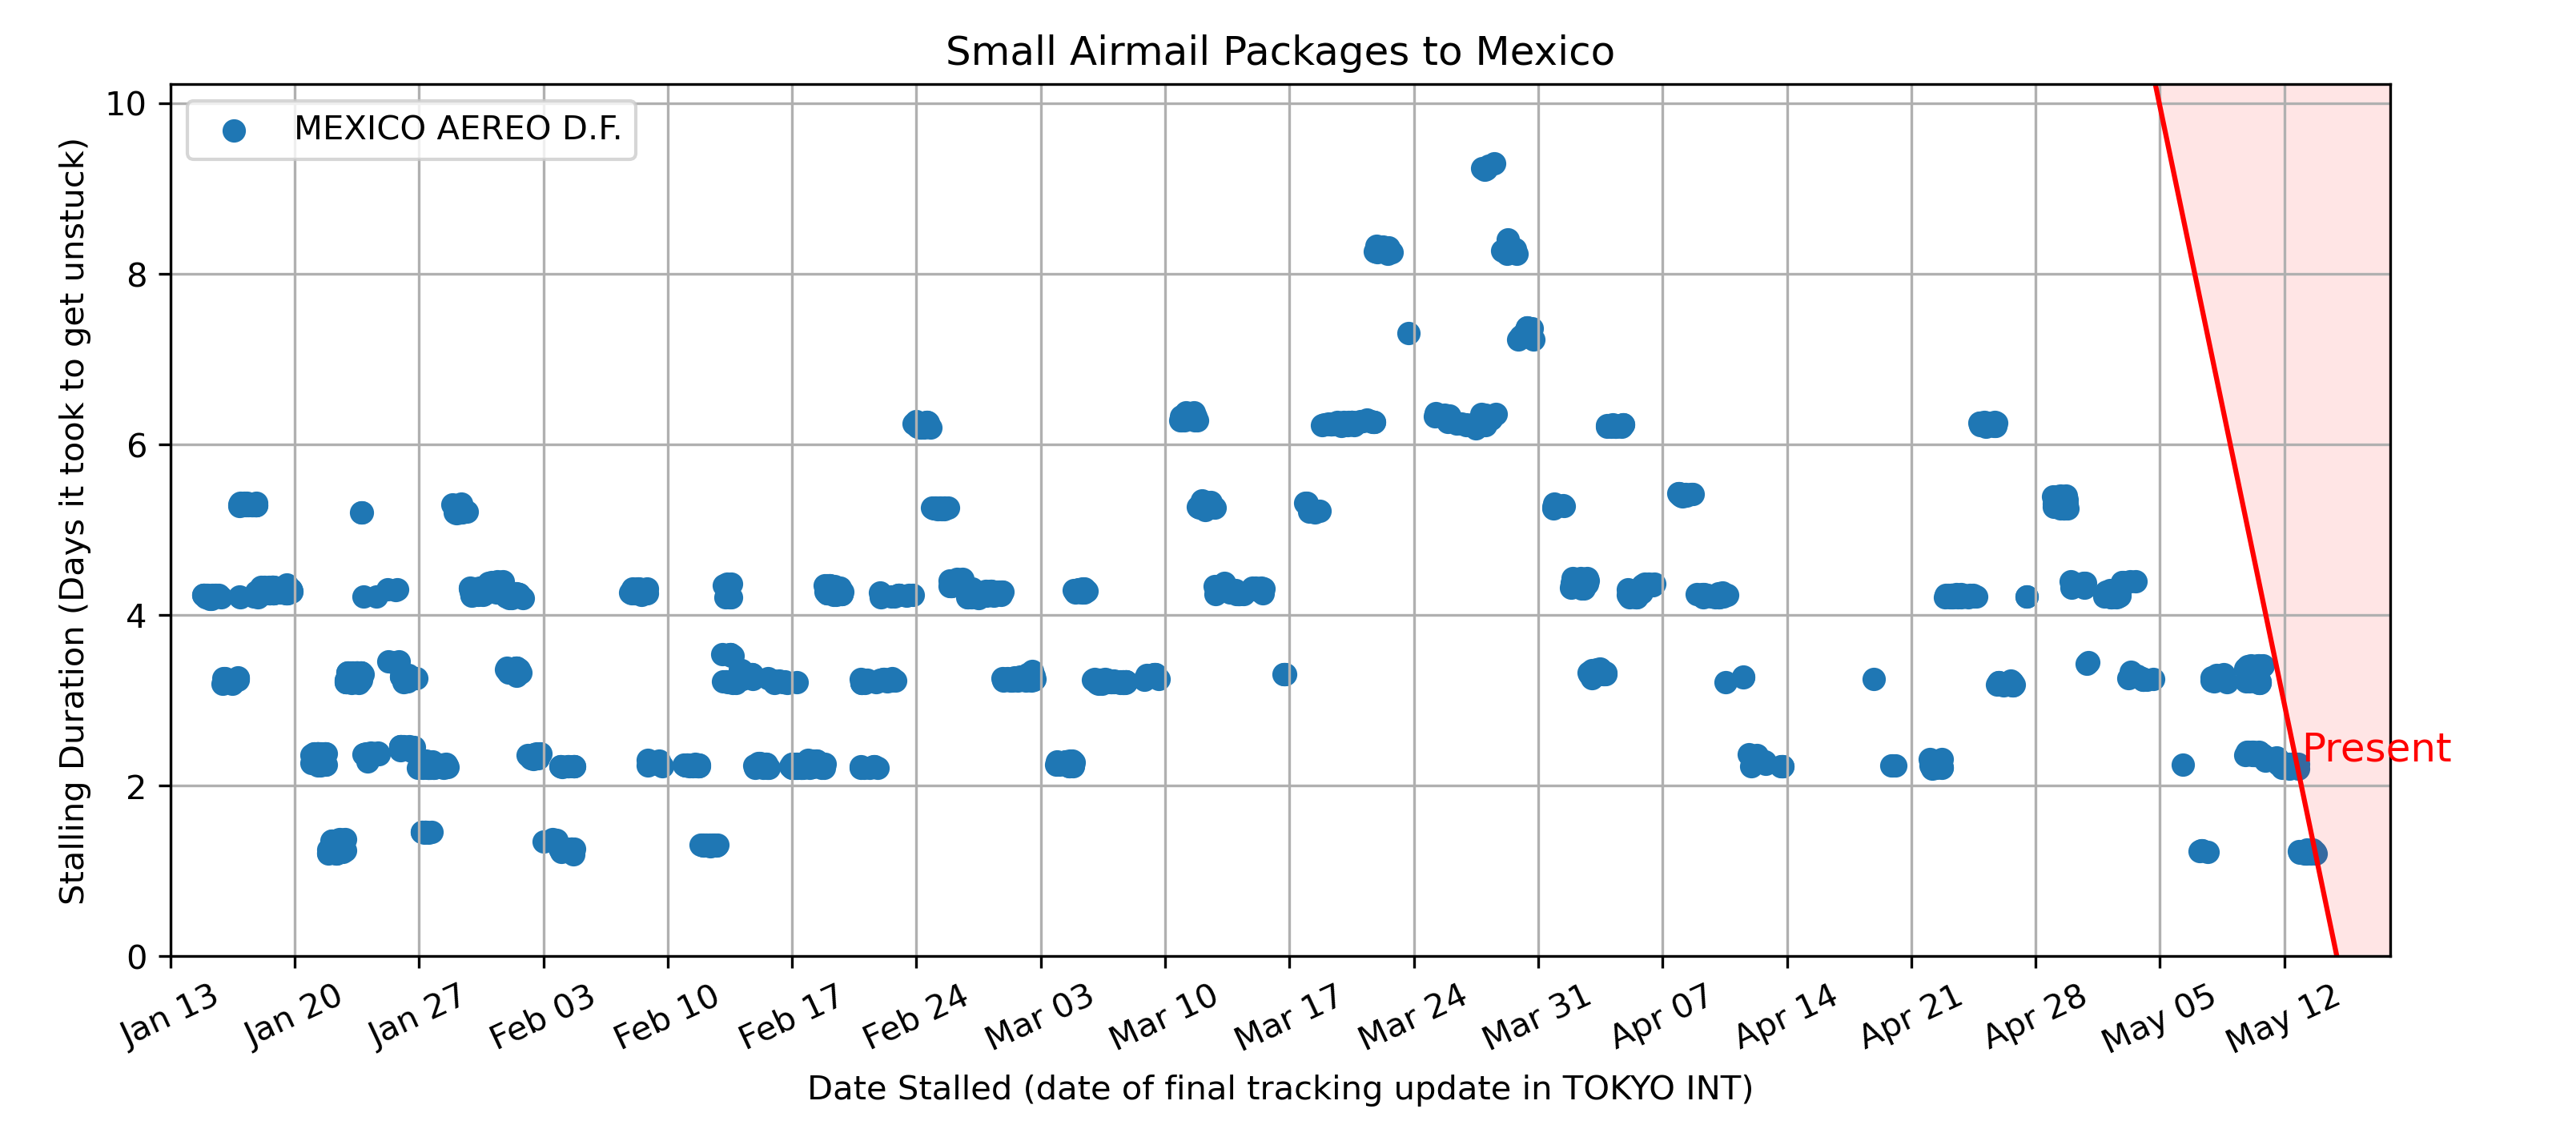 Small Airmail Packages to Mexico
MEXICO AEREO D.F.
Stalling Duration (Days it took to get unstuck)
10
8
6
4
2
0
Present
Jan 13
Jan 20
Jan 27
Feb 03
Feb 10
Feb 17
Feb 24
Mar 03
Mar 10
Mar 17
Mar 24
Mar 31
Apr 07
Apr 14
Apr 21
Apr 28
May 05
May 12
Date Stalled (date of final tracking update in TOKYO INT)